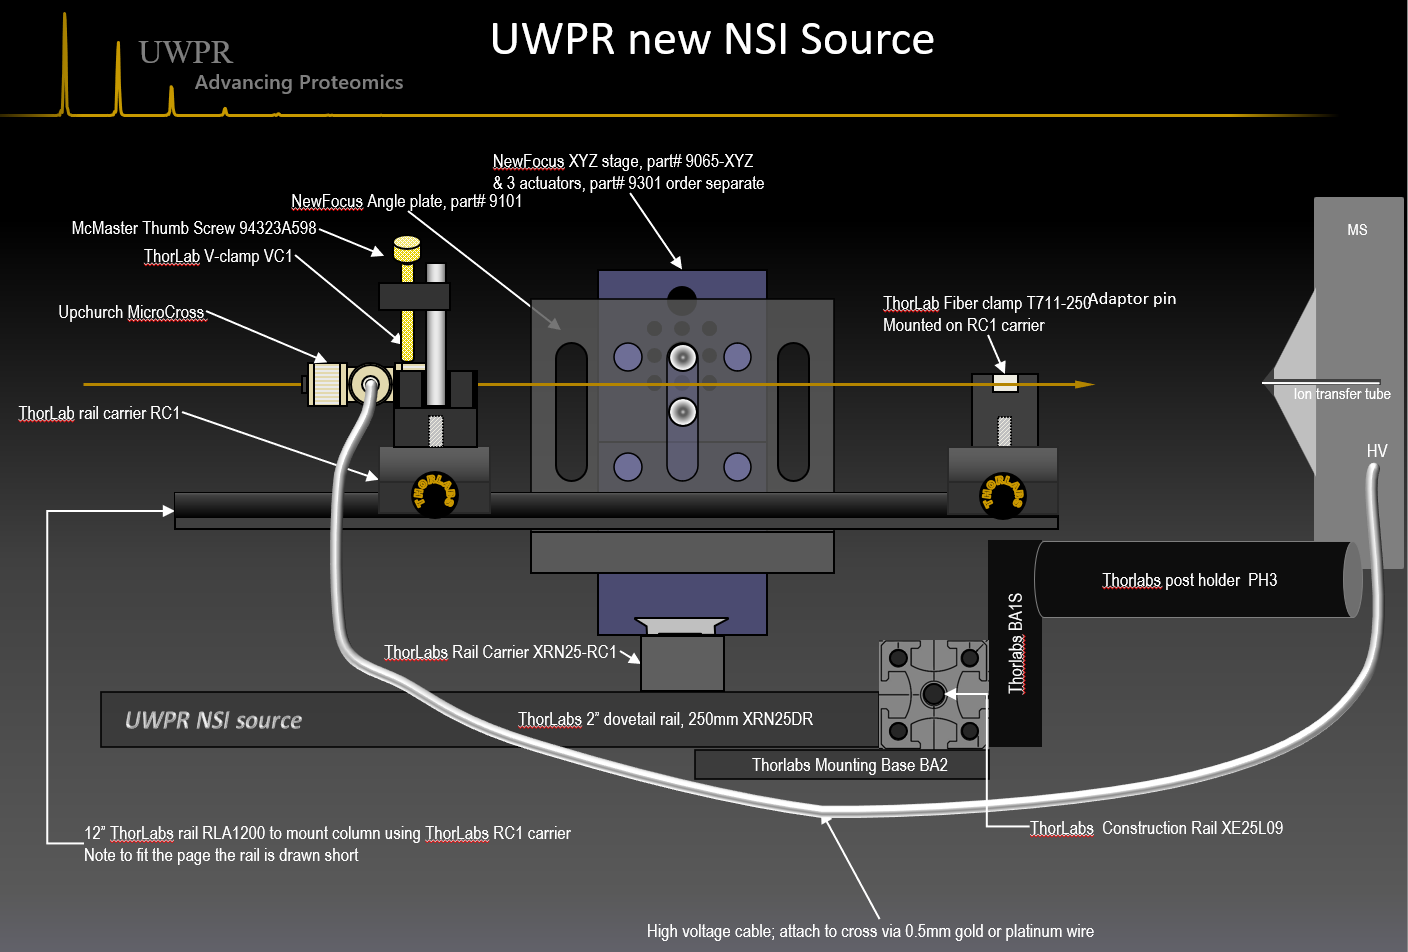 UWPR new NSI Source
UWPR
Advancing Proteomics
NewFocus XYZ stage, part# 9065-XYZ
& 3 actuators, part# 9301 order separate
NewFocus Angle plate, part# 9101
McMaster Thumb Screw 94323A598
ThorLab V-clamp VC1
Upchurch MicroCross
ThorLab rail carrier RC1
ThorLab Fiber clamp T711-250
Mounted on RC1 carrier
Adaptor pin
MS
Ion transfer tube
HV
THORLABS
THORLABS
Thorlabs post holder PH3
Thorlabs BA1S
ThorLabs Rail Carrier XRN25-RC1
UWPR NSI source
ThorLabs 2” dovetail rail, 250mm XRN25DR
Thorlabs Mounting Base BA2
12” ThorLabs rail RLA1200 to mount column using ThorLabs RC1 carrier
Note to fit the page the rail is drawn short
ThorLabs Construction Rail XE25L09
High voltage cable; attach to cross via 0.5mm gold or platinum wire